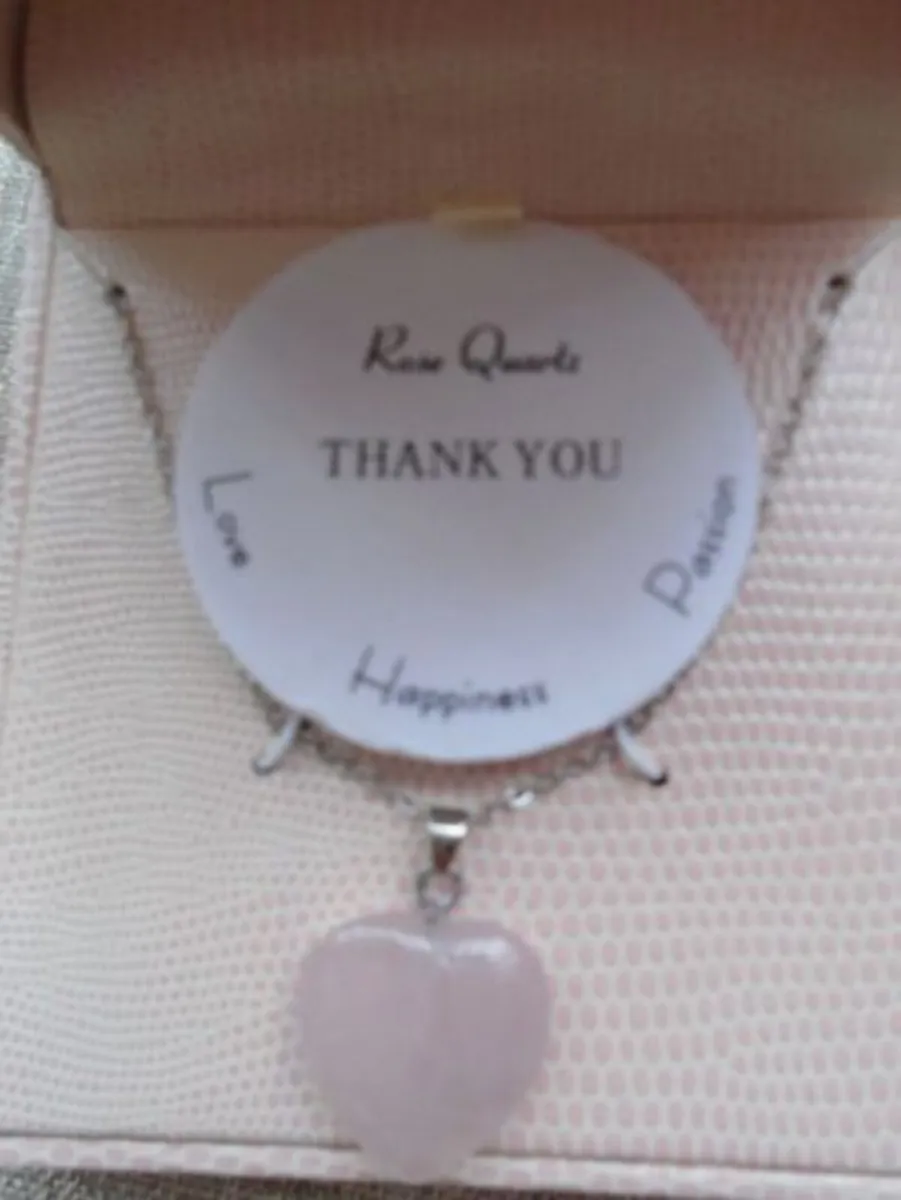 Rose Quartz
THANK YOU
Love
Happiness
Passion